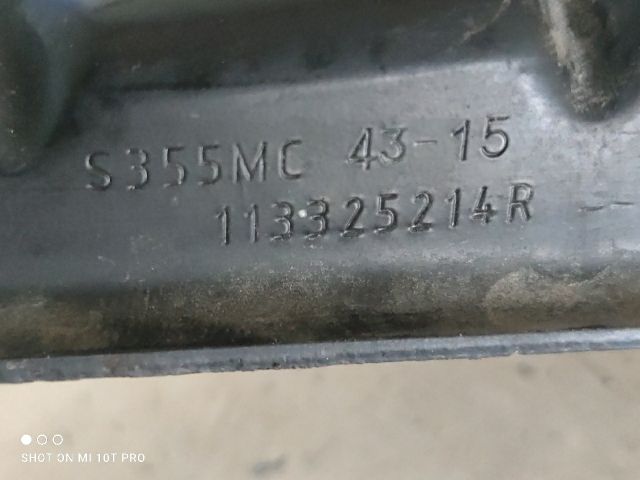 S355MC 43-15
113325214R
SHOT ON MI 10T PRO